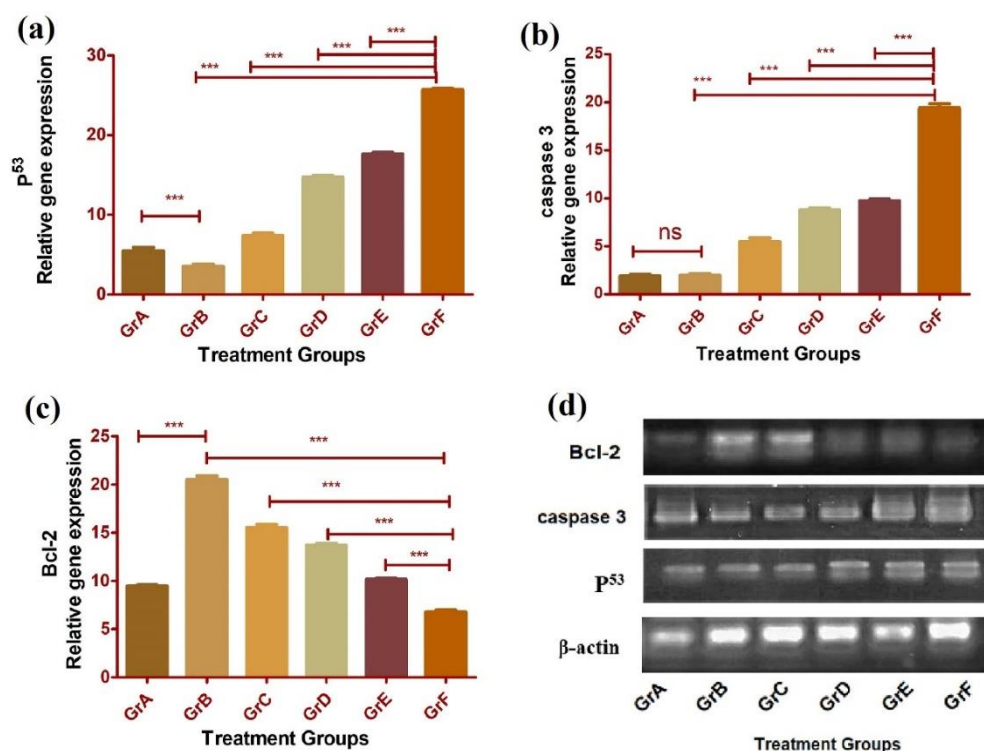 (a)
P53
Relative gene expression
30
20
10
0
***
***
***
***
***
GrA
GrB
GrC
GrD
GrE
GrF
Treatment Groups
(b)
caspase 3
Relative gene expression
25
20
15
10
5
0
***
***
***
***
ns
GrA
GrB
GrC
GrD
GrE
GrF
Treatment Groups
(c)
Bcl-2
Relative gene expression
25
20
15
10
5
0
***
***
***
***
***
GrA
GrB
GrC
GrD
GrE
GrF
Treatment Groups
(d)
Bcl-2
caspase 3
P53
β-actin
GrA
GrB
GrC
GrD
GrE
GrF
Treatment Groups